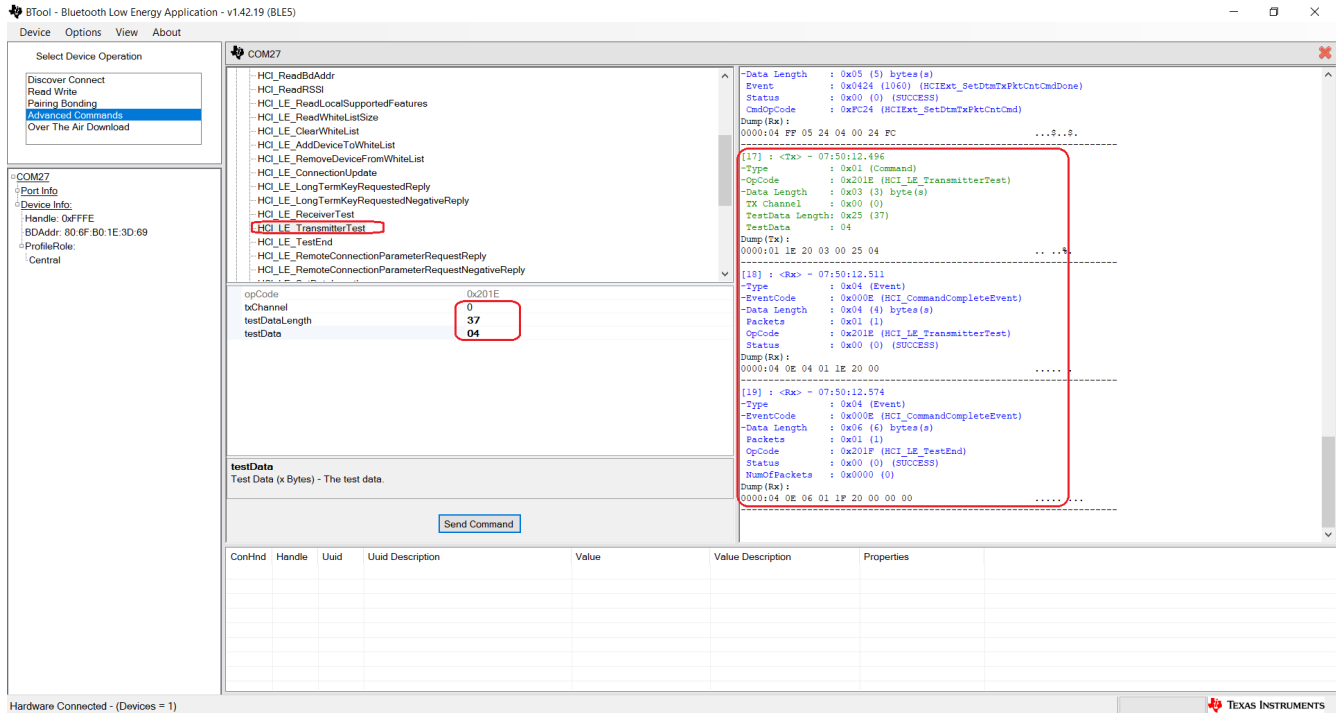 BTool - Bluetooth Low Energy Application - v1.42.19 (BLE5)
Device Options View About
Select Device Operation
Discover Connect
Read Write
Pairing Bonding
Advanced Commands
Over The Air Download
COM27
Port Info
Device Info:
Handle: 0xFFFE
BDAddr: 80:6F:B0:1E:3D:69
ProfileRole:
Central
COM27
HCI_ReadBdAddr
HCI_ReadRSSI
HCI_LE_ReadLocalSupportedFeatures
HCI_LE_ReadWhiteListSize
HCI_LE_ClearWhiteList
HCI_LE_AddDeviceToWhiteList
HCI_LE_RemoveDeviceFromWhiteList
HCI_LE_ConnectionUpdate
HCI_LE_LongTermKeyRequestedReply
HCI_LE_LongTermKeyRequestedNegativeReply
HCI_LE_ReceiverTest
HCI_LE_TransmitterTest
HCI_LE_TestEnd
HCI_LE_RemoteConnectionParameterRequestReply
HCI_LE_RemoteConnectionParameterRequestNegativeReply
opCode 0x201E
txChannel 0
testDataLength 37
testData 04
testData
Test Data (x Bytes) - The test data.
Send Command
-Data Length : 0x05 (5) bytes(s)
Event : 0x0424 (1060) (HCIExt_SetDtmTxPktCntCmdDone)
Status : 0x00 (0) (SUCCESS)
CmdOpCode : 0xFC24 (HCIExt_SetDtmTxPktCntCmd)
Dump(Rx):
0000:04 FF 05 24 04 00 24 FC ...$..$.
------------------------------------------------------------
[17] : <Tx> - 07:50:12.496
-Type : 0x01 (Command)
-OpCode : 0x201E (HCI_LE_TransmitterTest)
-Data Length : 0x03 (3) byte(s)
TX Channel : 0x00 (0)
TestData Length: 0x25 (37)
TestData : 04
Dump(Tx):
0000:01 1E 20 03 00 25 04 .. ..%.
------------------------------------------------------------
[18] : <Rx> - 07:50:12.511
-Type : 0x04 (Event)
-EventCode : 0x000E (HCI_CommandCompleteEvent)
-Data Length : 0x04 (4) bytes(s)
Packets : 0x01 (1)
OpCode : 0x201E (HCI_LE_TransmitterTest)
Status : 0x00 (0) (SUCCESS)
Dump(Rx):
0000:04 0E 04 01 1E 20 00 ..... .
------------------------------------------------------------
[19] : <Rx> - 07:50:12.574
-Type : 0x04 (Event)
-EventCode : 0x000E (HCI_CommandCompleteEvent)
-Data Length : 0x06 (6) bytes(s)
Packets : 0x01 (1)
OpCode : 0x201F (HCI_LE_TestEnd)
Status : 0x00 (0) (SUCCESS)
NumOfPackets : 0x0000 (0)
Dump(Rx):
0000:04 0E 06 01 1F 20 00 00 00 ..... ...
------------------------------------------------------------
ConHnd Handle Uuid Uuid Description Value Value Description Properties
Hardware Connected - (Devices = 1)
TEXAS INSTRUMENTS